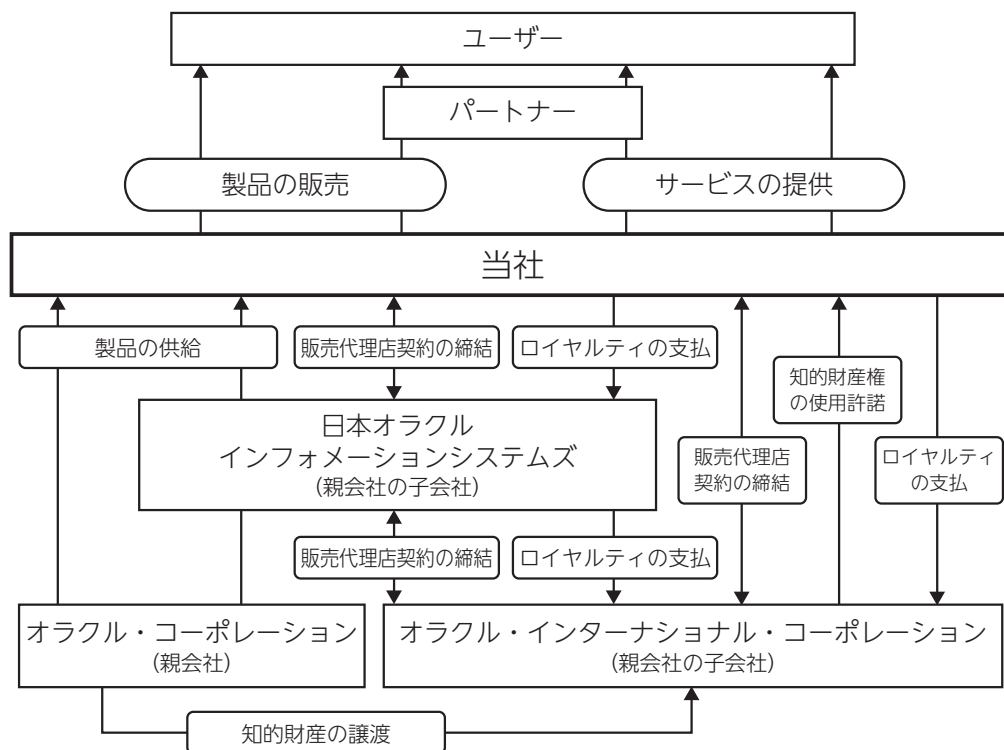 ユーザー
パートナー
製品の販売
サービスの提供
当社
製品の供給
販売代理店契約の締結
ロイヤルティの支払
知的財産権
の使用許諾
日本オラクル
インフォメーションシステムズ
(親会社の子会社)
販売代理店
契約の締結
ロイヤルティ
の支払
販売代理店契約の締結
ロイヤルティの支払
オラクル・コーポレーション
(親会社)
オラクル・インターナショナル・コーポレーション
(親会社の子会社)
知的財産の譲渡